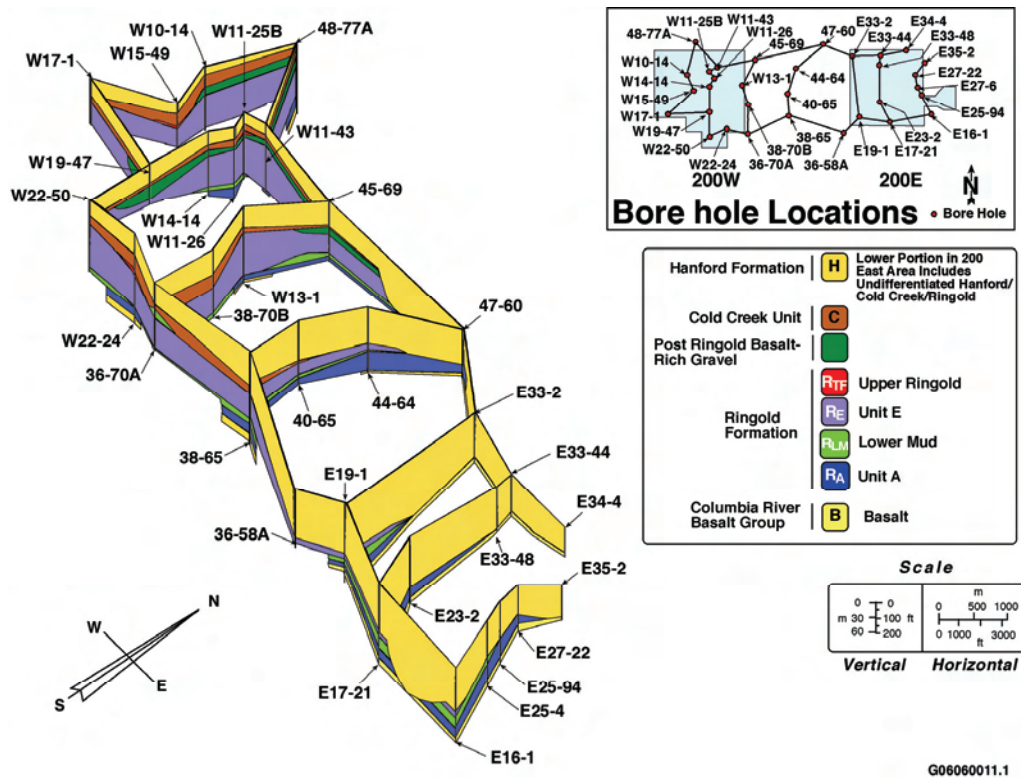 W10-14
W11-25B
48-77A
W15-49
W17-1
W11-43
W19-47
W22-50
45-69
W14-14
W11-26
W13-1
38-70B
47-60
W22-24
36-70A
44-64
40-65
E33-2
38-65
E33-44
E19-1
E34-4
36-58A
E33-48
E35-2
E23-2
E27-22
E17-21
E25-94
E25-4
E16-1
N
W
E
S
W11-25B
W11-43
W11-26
45-69
47-60
E33-2
E33-44
E34-4
E33-48
E35-2
48-77A
W10-14
W14-14
W15-49
W17-1
W19-47
W22-50
W22-24
W13-1
44-64
40-65
38-65
38-70B
36-70A
36-58A
E27-22
E27-6
E25-94
E16-1
E23-2
E17-21
E19-1
200W
200E
N
Bore hole Locations
Bore Hole
Hanford Formation
H
Lower Portion in 200
East Area Includes
Undifferentiated Hanford/
Cold Creek/Ringold
Cold Creek Unit
C
Post Ringold Basalt-
Rich Gravel
Ringold
Formation
RTF Upper Ringold
RE Unit E
RLM Lower Mud
RA Unit A
Columbia River
Basalt Group
B Basalt
Scale
0 0
m 30 100 ft
60 200
m
0 500 1000
0 1000 3000
ft
Vertical
Horizontal
G06060011.1